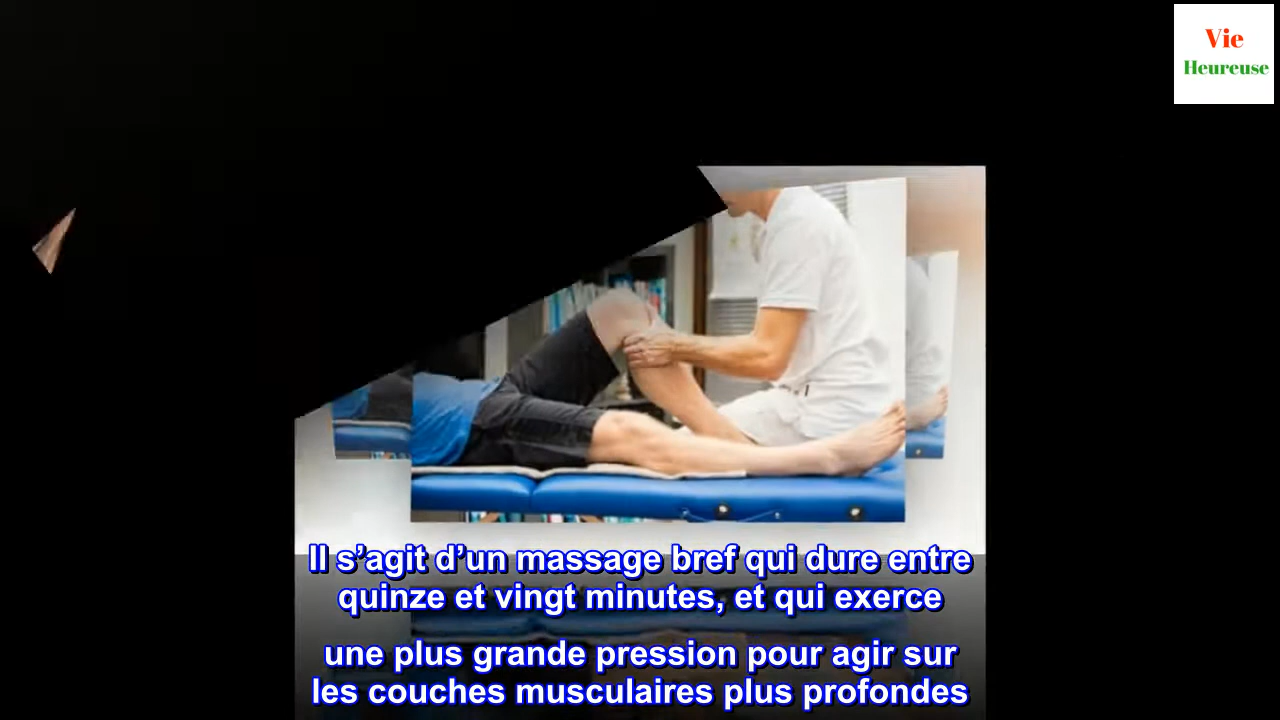 Vie
Heureuse
Il s’agit d’un massage bref qui dure entre
quinze et vingt minutes, et qui exerce
une plus grande pression pour agir sur
les couches musculaires plus profondes